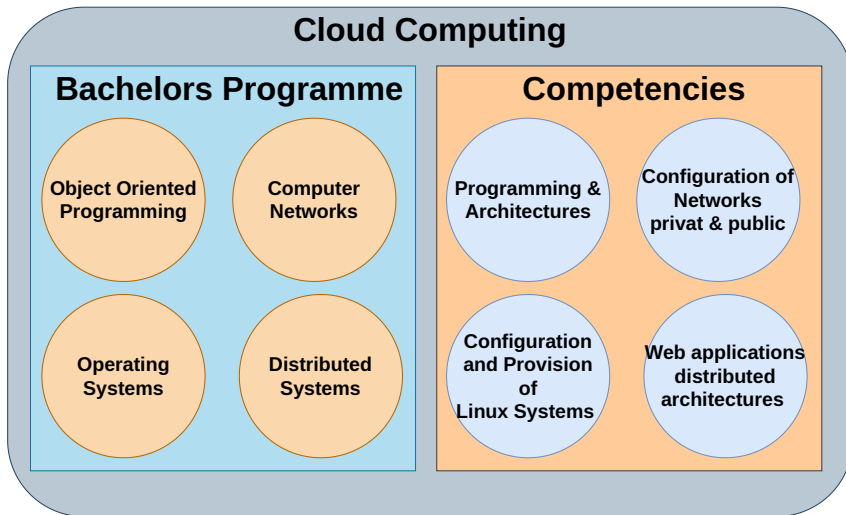 Cloud Computing
Bachelors Programme
Object Oriented
Programming
Computer
Networks
Operating
Systems
Distributed
Systems
Competencies
Programming &
Architectures
Configuration of
Networks
privat & public
Configuration
and Provision
of
Linux Systems
Web applications
distributed
architectures